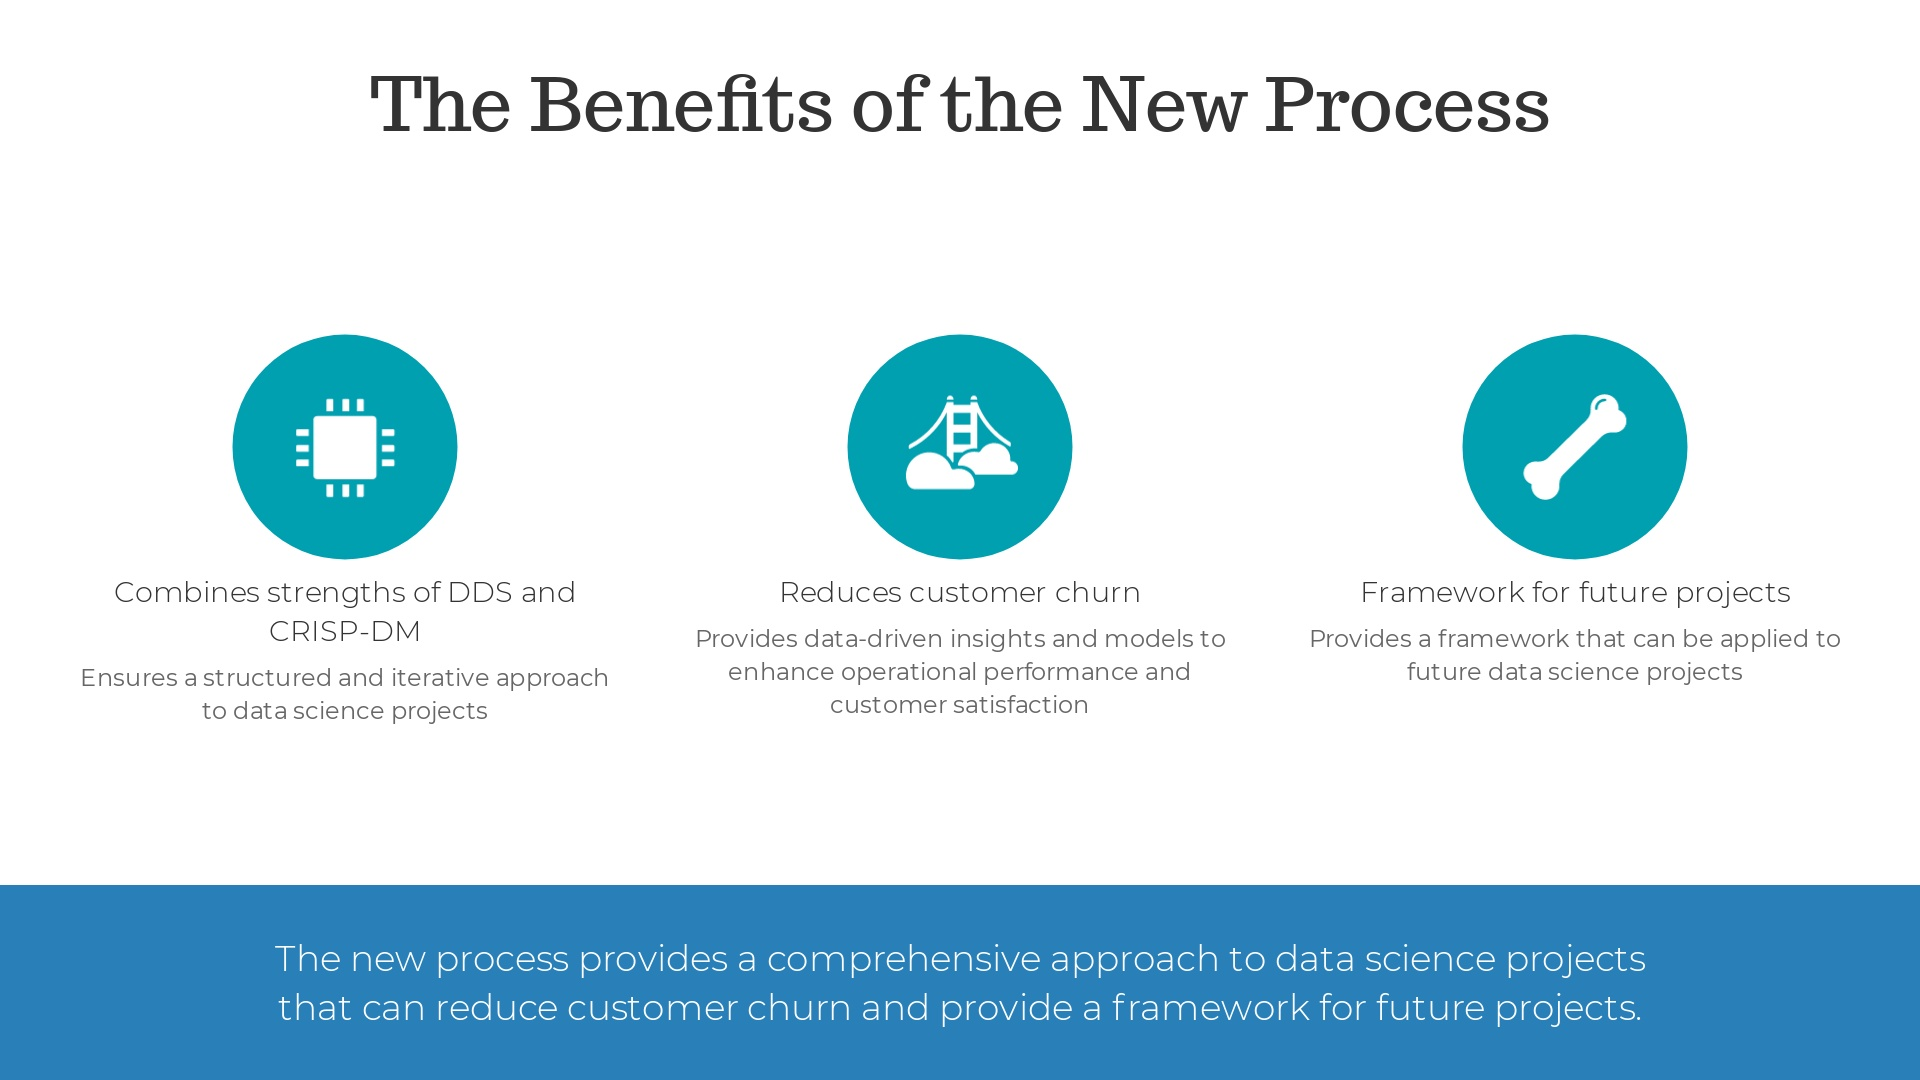 The Benefits of the New Process
Combines strengths of DDS and
CRISP-DM
Ensures a structured and iterative approach
to data science projects
Reduces customer churn
Provides data-driven insights and models to
enhance operational performance and
customer satisfaction
Framework for future projects
Provides a framework that can be applied to
future data science projects
The new process provides a comprehensive approach to data science projects
that can reduce customer churn and provide a framework for future projects.